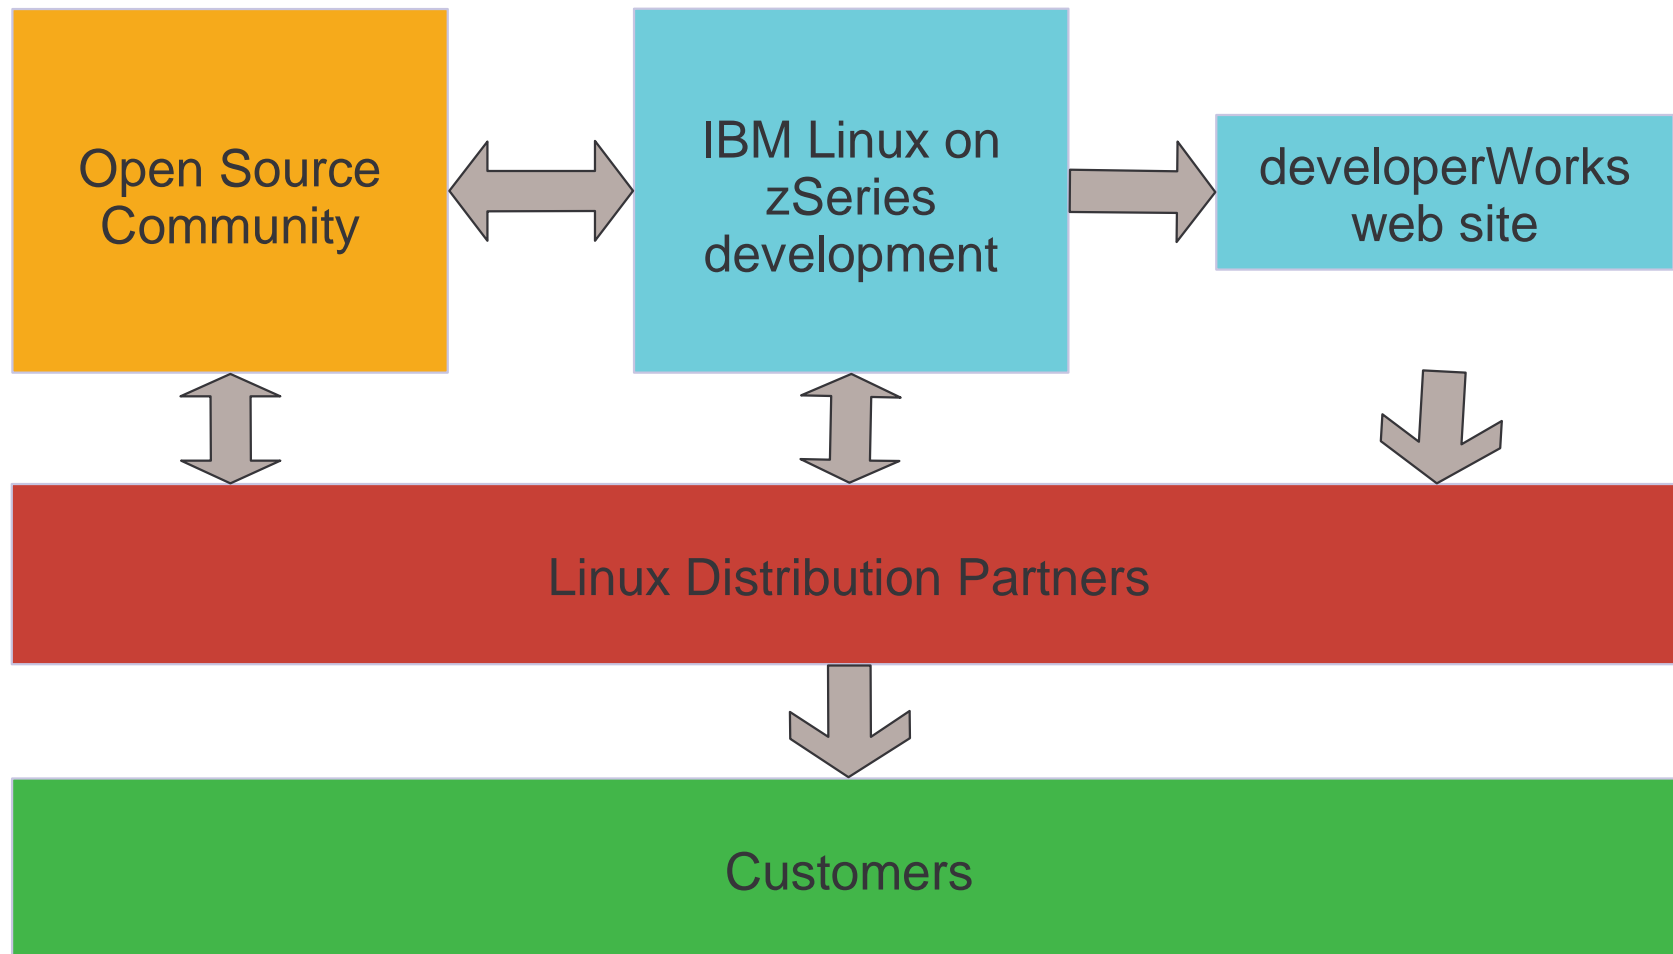 Open Source
Community
IBM Linux on
zSeries
development
developerWorks
web site
Linux Distribution Partners
Customers